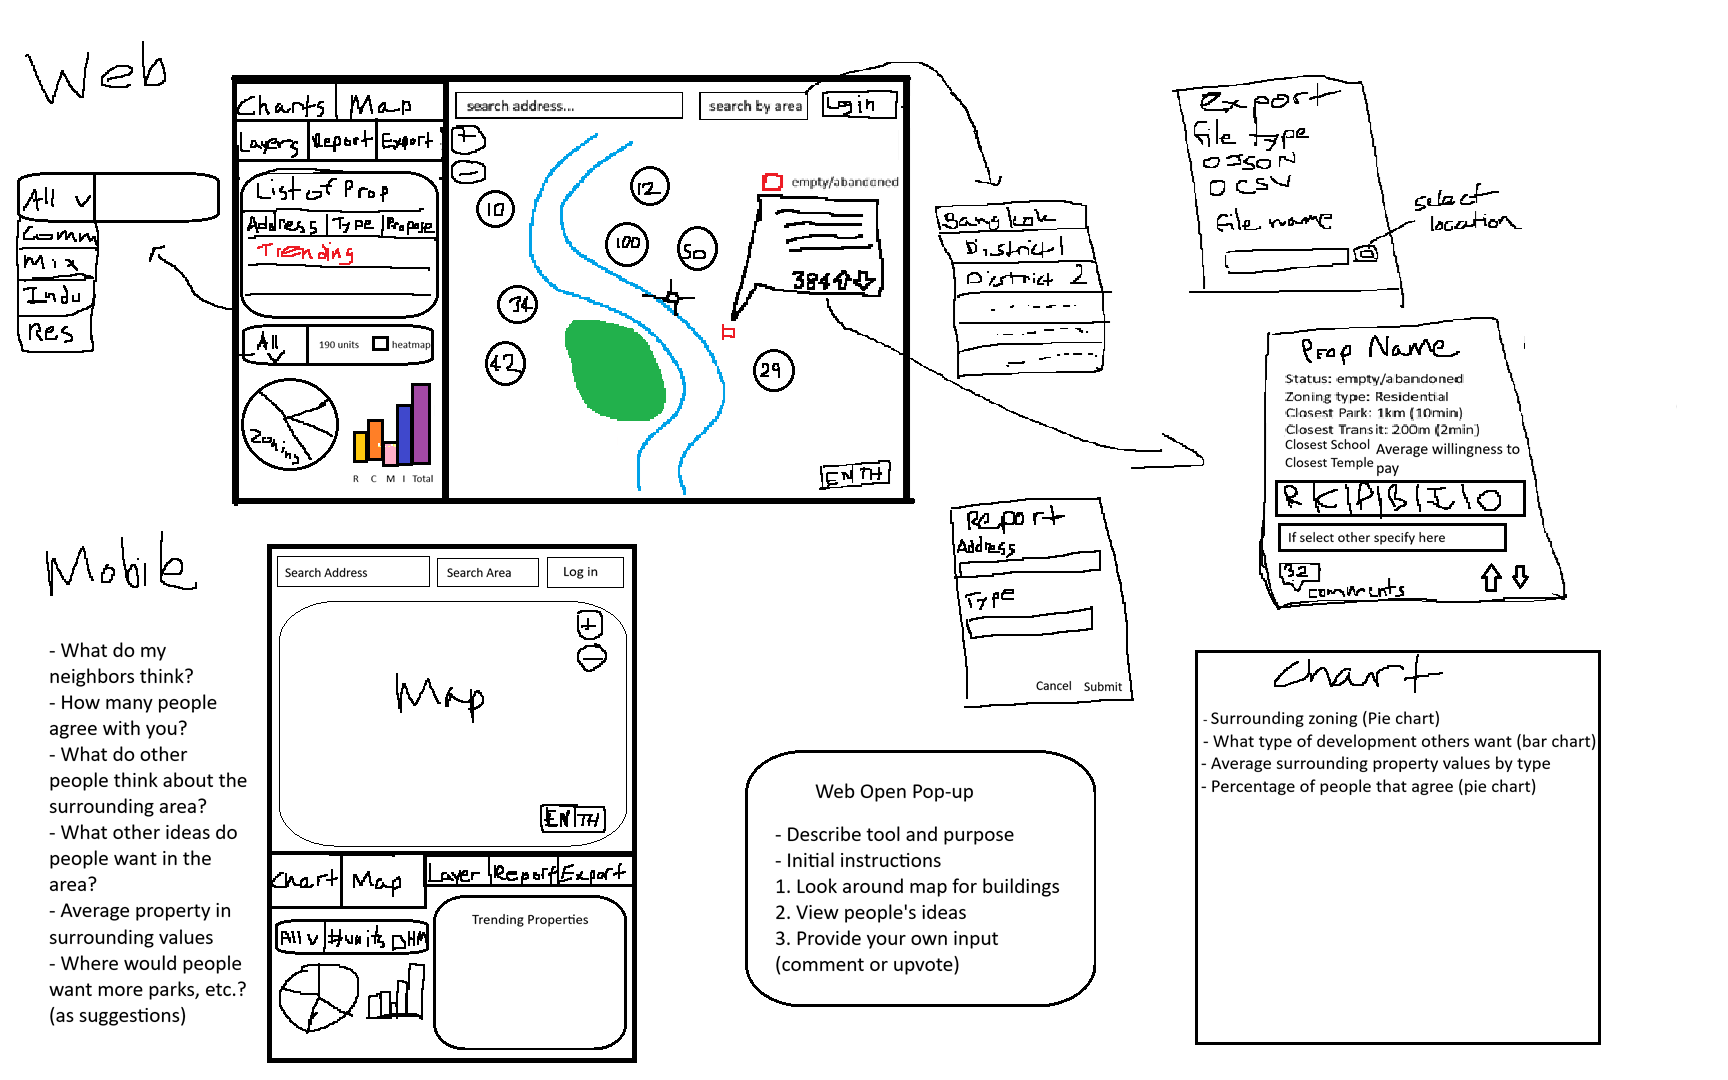 Web
Charts Map
Layers Report Export
List of Prop
Address Type Propose
Trending
All 190 units heatmap
Zoning
R C M I Total
All
Comm
Mix
Indu
Res
search address... search by area Login
+
-
10
12
100
50
34
42
29
empty/abandoned
384
EN TH
Bangkok
District 1
District 2
Export
File type
JSON
CSV
File name
select
location
Prop Name
Status: empty/abandoned
Zoning type: Residential
Closest Park: 1km (10min)
Closest Transit: 200m (2min)
Closest School
Closest Temple
Average willingness to
pay
R C P B I O
If select other specify here
32
comments
Report
Address
Type
Cancel Submit
Mobile
- What do my
neighbors think?
- How many people
agree with you?
- What do other
people think about the
surrounding area?
- What other ideas do
people want in the
area?
- Average property in
surrounding values
- Where would people
want more parks, etc.?
(as suggestions)
Search Address Search Area Log in
+
-
Map
EN TH
Chart Map Layer Report Export
All #units HM
Trending Properties
Web Open Pop-up
- Describe tool and purpose
- Initial instructions
1. Look around map for buildings
2. View people's ideas
3. Provide your own input
(comment or upvote)
Chart
- Surrounding zoning (Pie chart)
- What type of development others want (bar chart)
- Average surrounding property values by type
- Percentage of people that agree (pie chart)